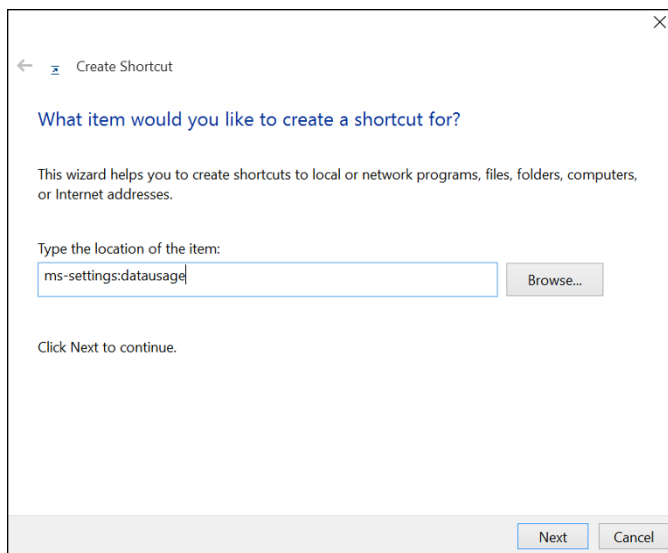 Create Shortcut
What item would you like to create a shortcut for?
This wizard helps you to create shortcuts to local or network programs, files, folders, computers,
or Internet addresses.
Type the location of the item:
ms-settings:datausage
Browse...
Click Next to continue.
Next
Cancel